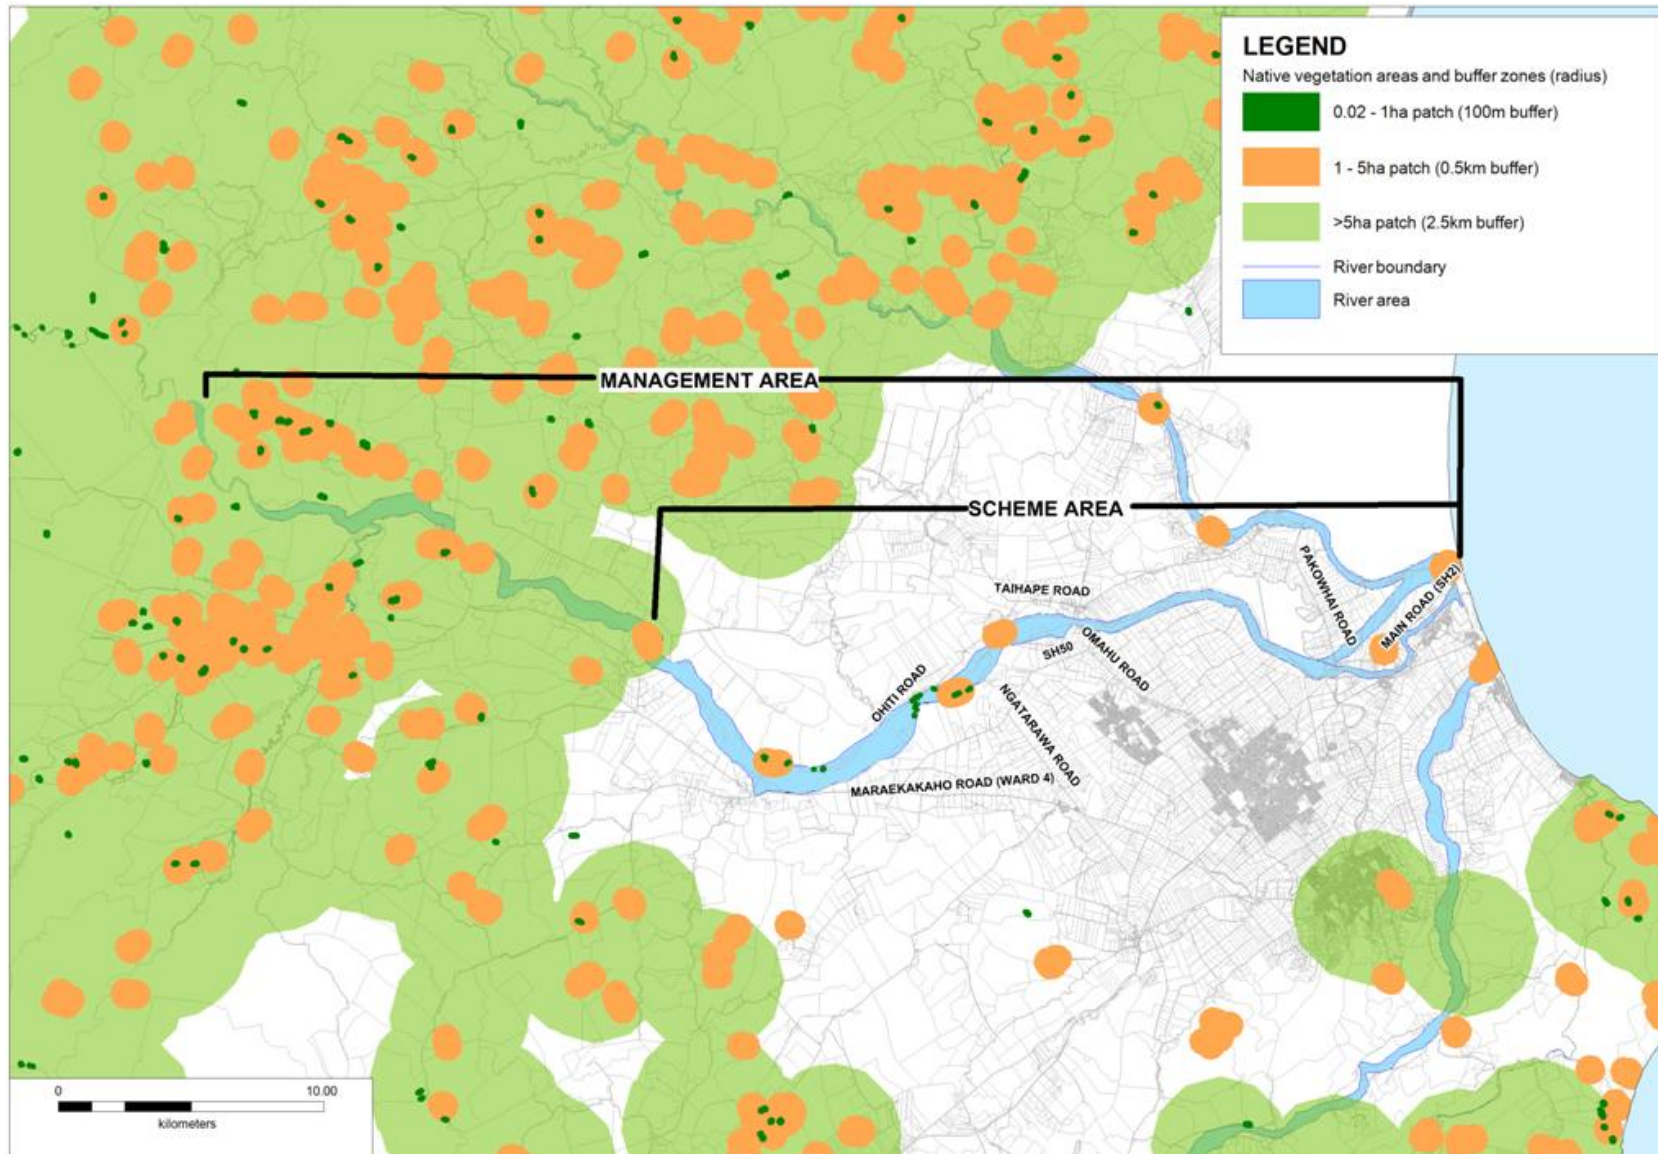 LEGEND
Native vegetation areas and buffer zones (radius)
0.02 - 1ha patch (100m buffer)
1 - 5ha patch (0.5km buffer)
>5ha patch (2.5km buffer)
River boundary
River area
MANAGEMENT AREA
SCHEME AREA
TAIHAPE ROAD
PAKOWHAI ROAD
MAIN ROAD (SH2)
SH50
OMAHU ROAD
OHITI ROAD
NGATARAWA ROAD
MARAEKAKAHO ROAD (WARD 4)
0 10.00
kilometers